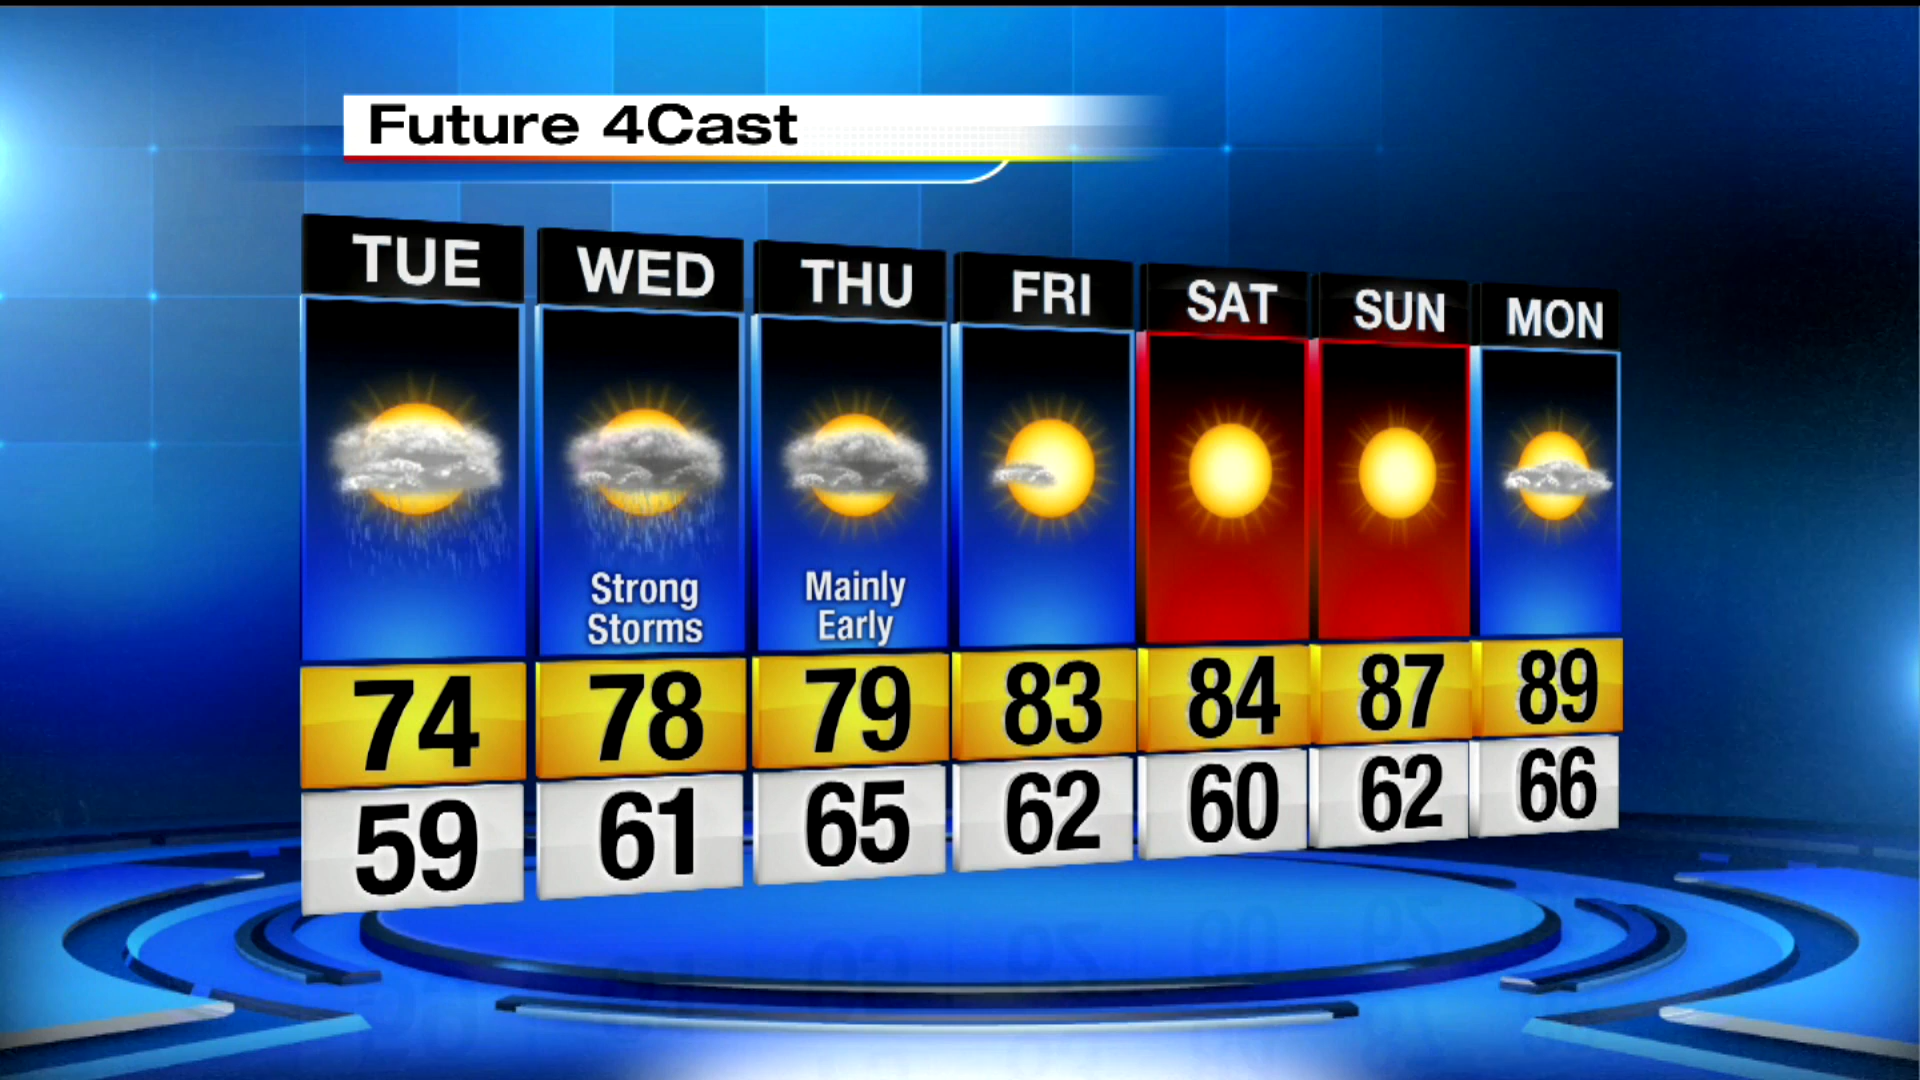 Future 4Cast
TUE WED THU FRI SAT SUN MON
Strong
Storms
Mainly
Early
74 78 79 83 84 87 89
59 61 65 62 60 62 66